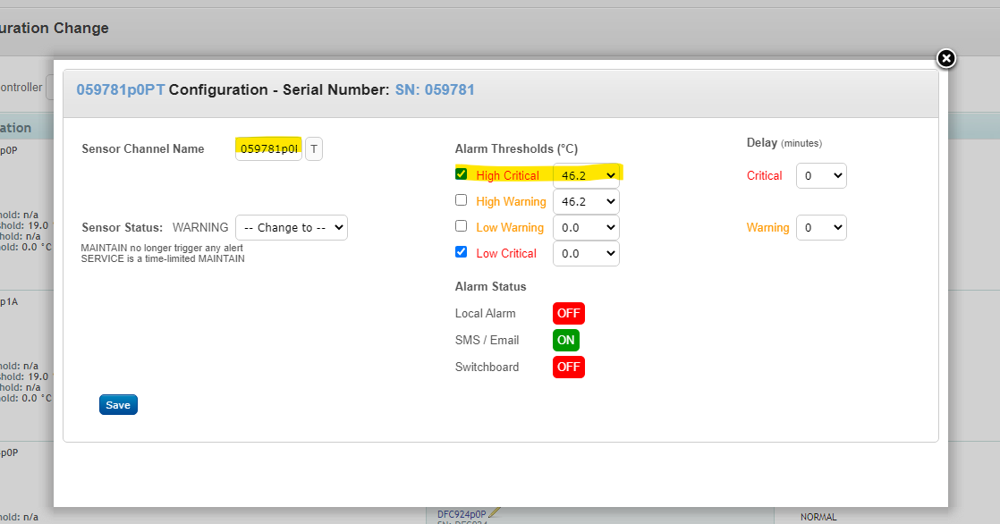 uration Change
ontroller
059781p0PT Configuration - Serial Number: SN: 059781
ation
p0P
Sensor Channel Name 059781p0I T
Alarm Thresholds (°C)
Delay (minutes)
High Critical 46.2
Critical 0
High Warning 46.2
Sensor Status: WARNING -- Change to --
Low Warning 0.0
Warning 0
MAINTAIN no longer trigger any alert
SERVICE is a time-limited MAINTAIN
Low Critical 0.0
hold: n/a
shold: 19.0
hold: n/a
hold: 0.0 °C
Alarm Status
p1A
Local Alarm OFF
SMS / Email ON
Switchboard OFF
hold: n/a
shold: 19.0
hold: n/a
hold: 0.0 °C
Save
p0P
hold: n/a
DFC924p0P
SN: DFC924
NORMAL